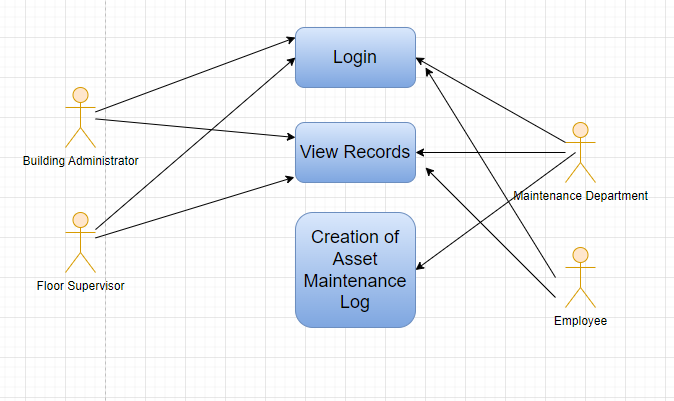 Login
Building Administrator
View Records
Maintenance Department
Creation of
Asset
Maintenance
Log
Floor Supervisor
Employee